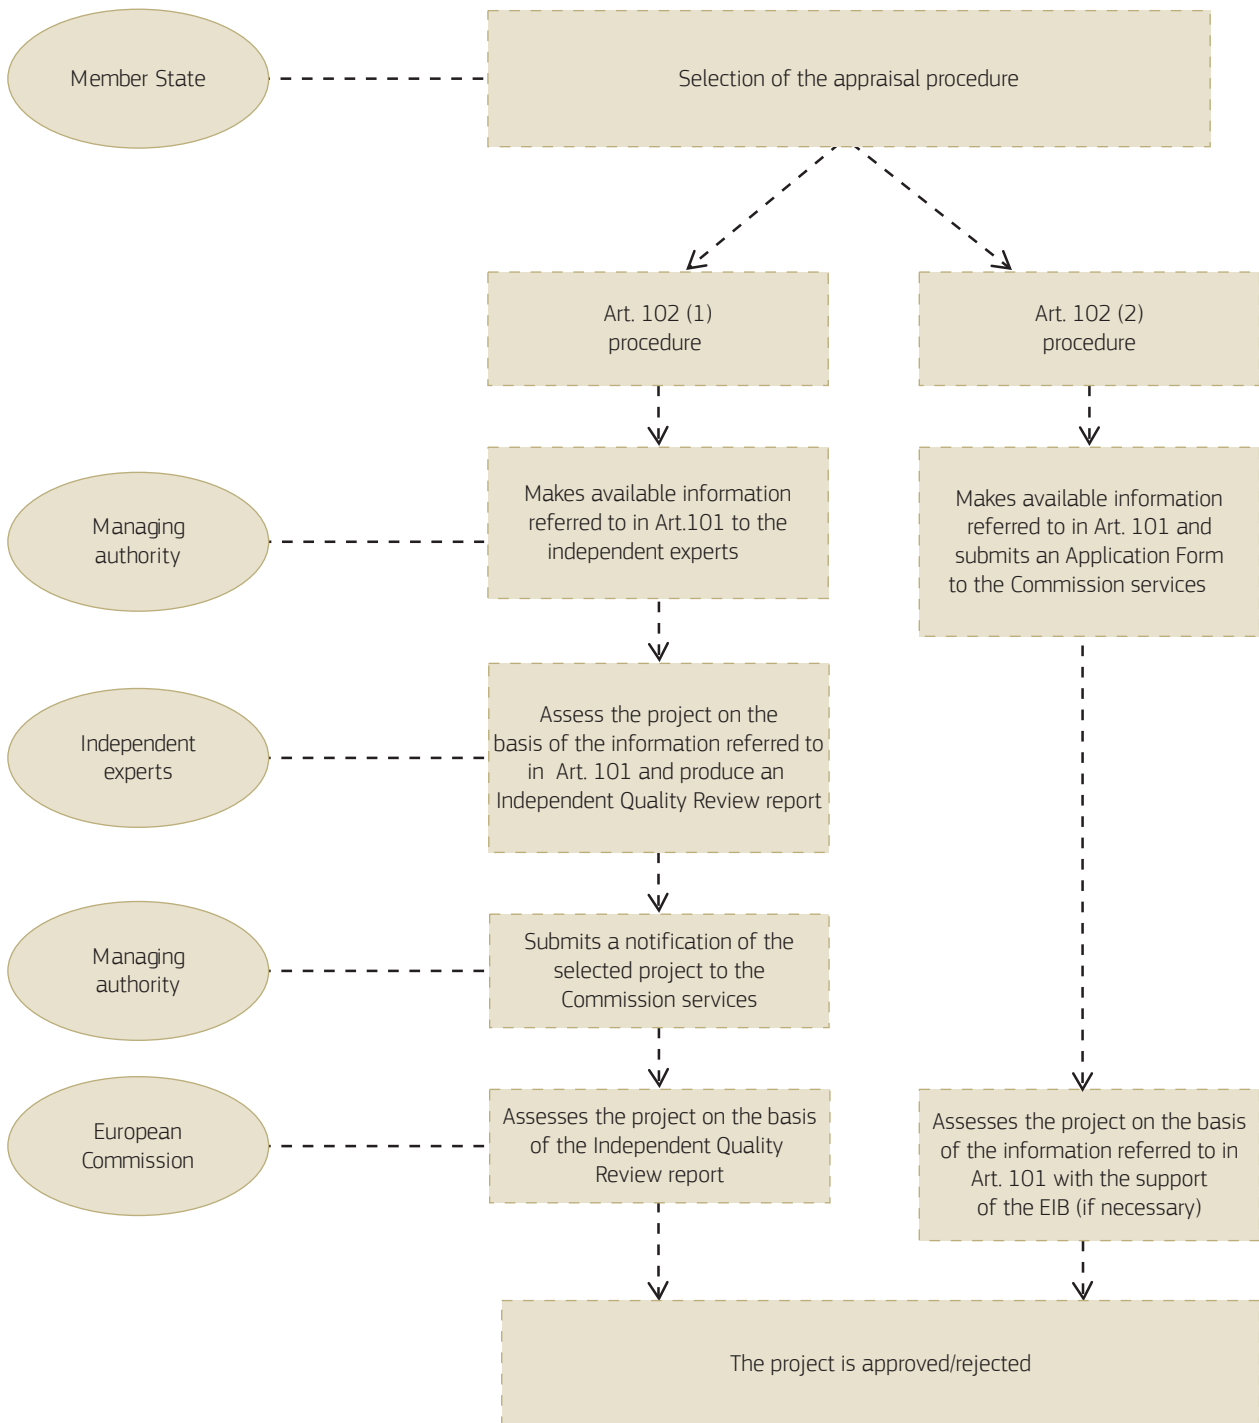 Member State
Selection of the appraisal procedure
Art. 102 (1)
procedure
Art. 102 (2)
procedure
Managing
authority
Makes available information
referred to in Art.101 to the
independent experts
Makes available information
referred to in Art. 101 and
submits an Application Form
to the Commission services
Independent
experts
Assess the project on the
basis of the information referred to
in Art. 101 and produce an
Independent Quality Review report
Managing
authority
Submits a notification of the
selected project to the
Commission services
European
Commission
Assesses the project on the basis
of the Independent Quality
Review report
Assesses the project on the basis
of the information referred to in
Art. 101 with the support
of the EIB (if necessary)
The project is approved/rejected